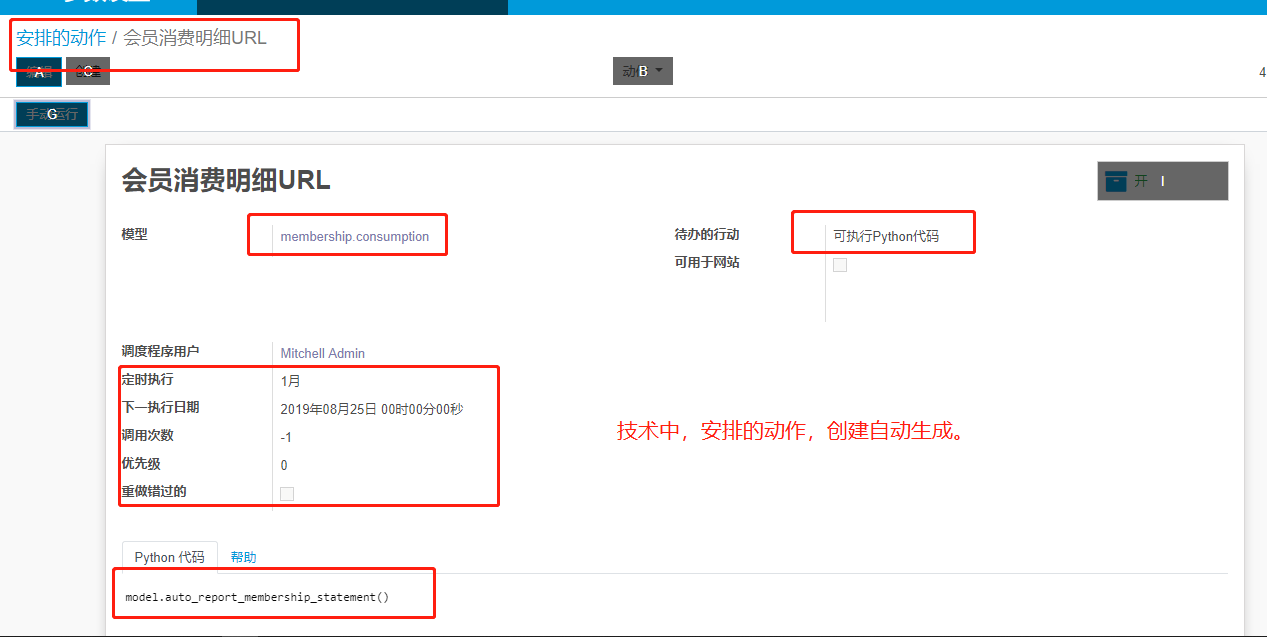 安排的动作 / 会员消费明细URL
A C B 4
G
会员消费明细URL
开 I
模型 membership.consumption 待办的行动 可执行Python代码
可用于网站
调度程序用户 Mitchell Admin
定时执行 1月
下一执行日期 2019年08月25日 00时00分00秒
调用次数 -1
优先级 0
重做错过的
技术中，安排的动作，创建自动生成。
Python 代码 帮助
model.auto_report_membership_statement()